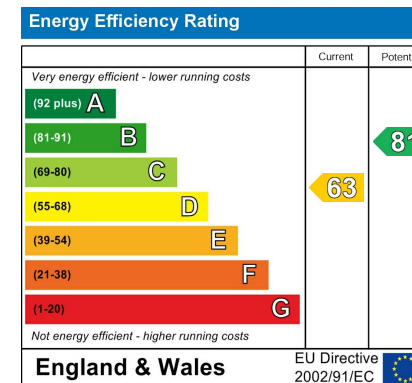 Energy Efficiency Rating
Current Potent
Very energy efficient - lower running costs
(92 plus) A
(81-91) B
81
(69-80) C
63
(55-68) D
(39-54) E
(21-38) F
(1-20) G
Not energy efficient - higher running costs
England & Wales
EU Directive
2002/91/EC